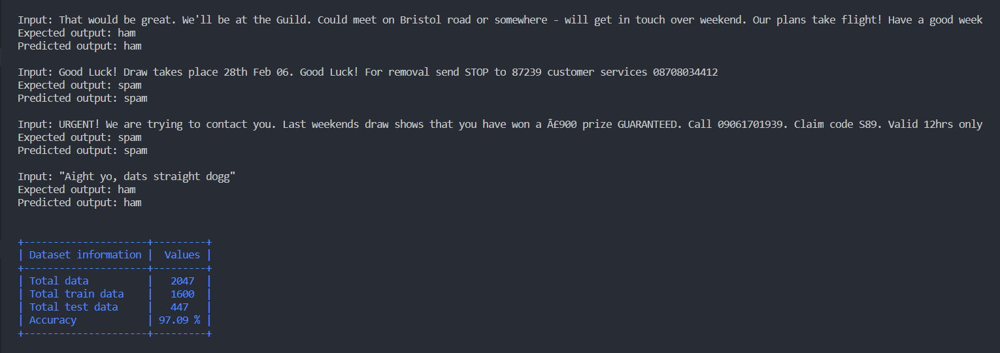 Input: That would be great. We'll be at the Guild. Could meet on Bristol road or somewhere - will get in touch over weekend. Our plans take flight! Have a good week
Expected output: ham
Predicted output: ham
Input: Good Luck! Draw takes place 28th Feb 06. Good Luck! For removal send STOP to 87239 customer services 08708034412
Expected output: spam
Predicted output: spam
Input: URGENT! We are trying to contact you. Last weekends draw shows that you have won a Â£900 prize GUARANTEED. Call 09061701939. Claim code S89. Valid 12hrs only
Expected output: spam
Predicted output: spam
Input: "Aight yo, dats straight dogg"
Expected output: ham
Predicted output: ham
+---------------------+---------+
| Dataset information |  Values |
+---------------------+---------+
| Total data          |   2047  |
| Total train data    |   1600  |
| Total test data     |   447   |
| Accuracy            | 97.09 % |
+---------------------+---------+